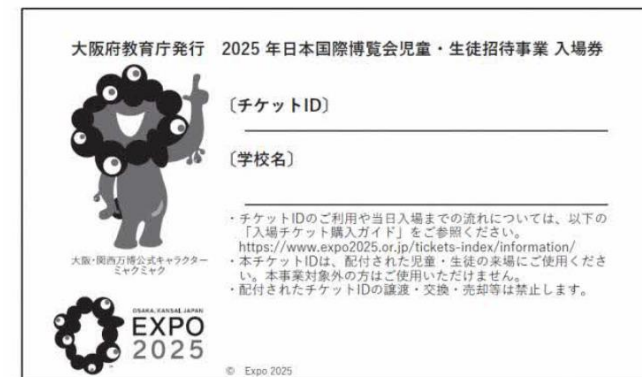 大阪府教育庁発行 2025 年日本国際博覧会児童・生徒招待事業 入場券
〔チケットID〕
〔学校名〕
・チケットIDのご利用や当日入場までの流れについては、以下の
「入場チケット購入ガイド」をご参照ください。
https://www.expo2025.or.jp/tickets-index/information/
・本チケットIDは、配付された児童・生徒の来場にご使用くださ
い。本事業対象外の方はご使用いただけません。
・配付されたチケットIDの譲渡・交換・売却等は禁止します。
大阪・関西万博公式キャラクター
ミャクミャク
OSAKA, KANSAI, JAPAN
EXPO
2025
© Expo 2025